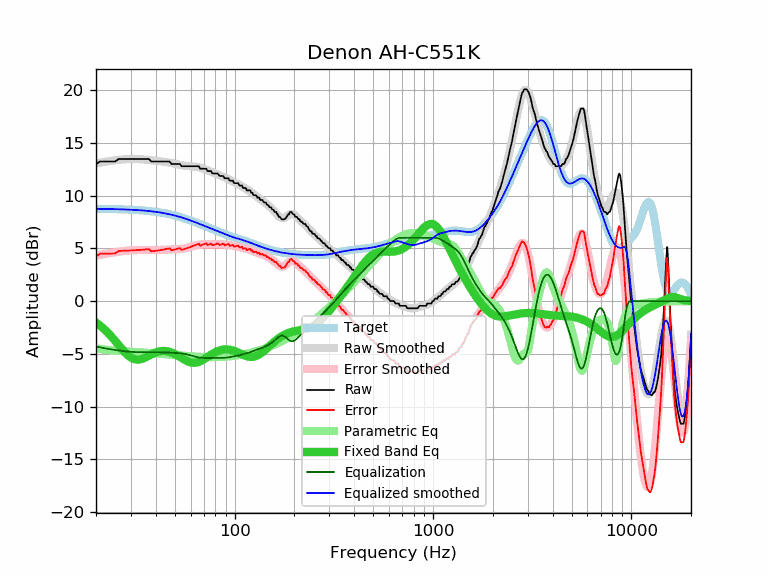 Denon AH-C551K
Amplitude (dBr)
20
15
10
5
0
−5
−10
−15
−20
Target
Raw Smoothed
Error Smoothed
Raw
Error
Parametric Eq
Fixed Band Eq
Equalization
Equalized smoothed
100
1000
10000
Frequency (Hz)